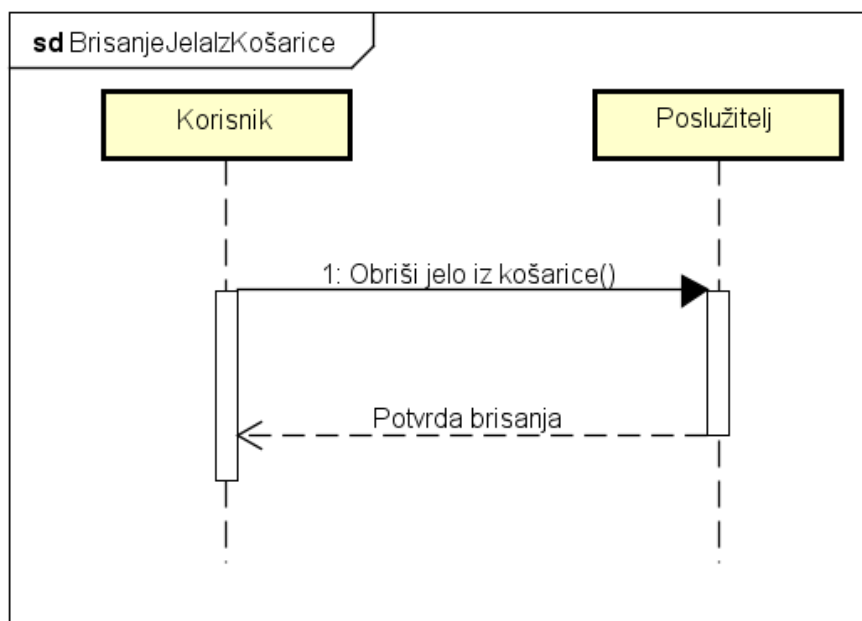 sd BrisanjeJelaIzKošarice
Korisnik
Poslužitelj
1: Obriši jelo iz košarice()
Potvrda brisanja